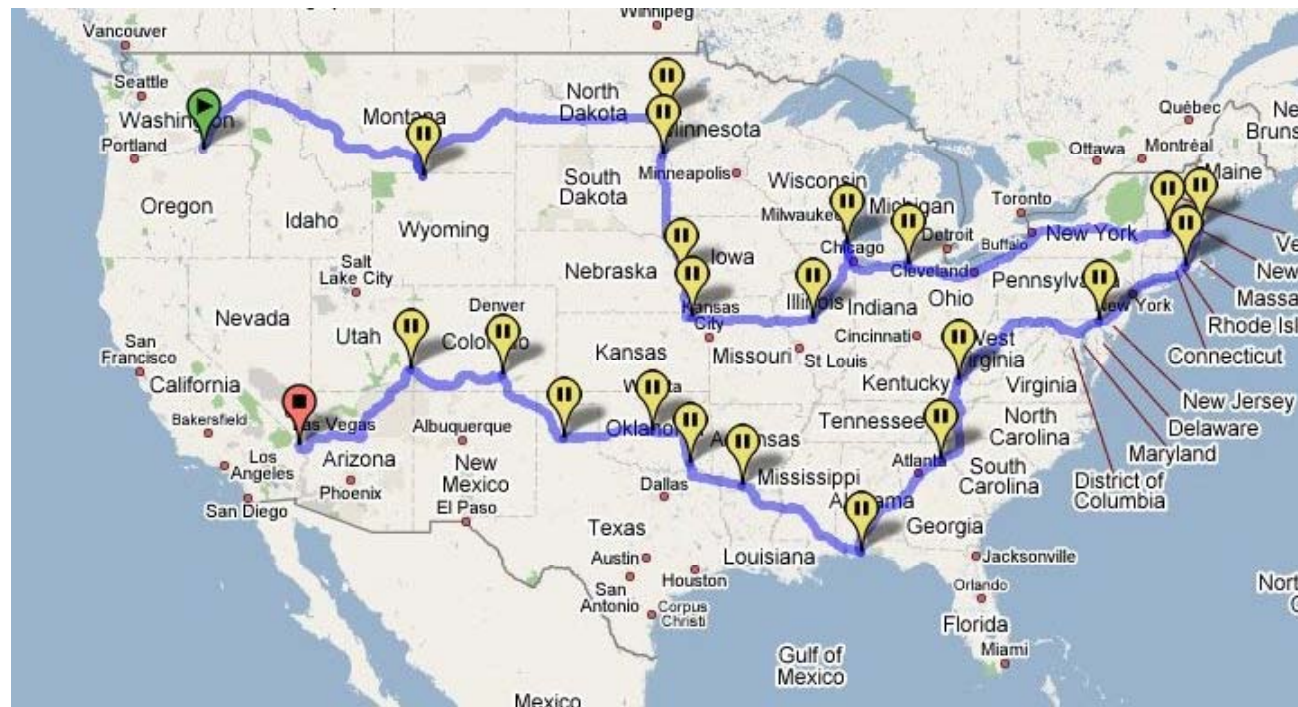 Winnipeg
Vancouver
Seattle
Washington
Portland
Montana
North
Dakota
Minnesota
Québec
Ottawa
Montréal
Maine
South
Dakota
Minneapolis
Wisconsin
Oregon
Idaho
Wyoming
Milwaukee
Michigan
Toronto
Detroit
Buffalo
New York
Chicago
Cleveland
Salt
Lake City
Nebraska
Iowa
Pennsylvania
Massa
Nevada
Utah
Denver
Colorado
Kansas
City
Illinois
Indiana
Ohio
New York
Rhode Isl
San
Francisco
Kansas
Missouri
St Louis
Cincinnati
West
Virginia
Connecticut
California
Kentucky
Virginia
New Jersey
Bakersfield
Las Vegas
Albuquerque
Arkansas
Tennessee
North
Carolina
Delaware
Maryland
Los
Angeles
Arizona
New
Mexico
Mississippi
Atlanta
South
Carolina
District of
Columbia
San Diego
Phoenix
El Paso
Dallas
Alabama
Georgia
Texas
Louisiana
Austin
Jacksonville
San
Antonio
Houston
Corpus
Christi
Orlando
Florida
Gulf of
Mexico
Miami
Mexico